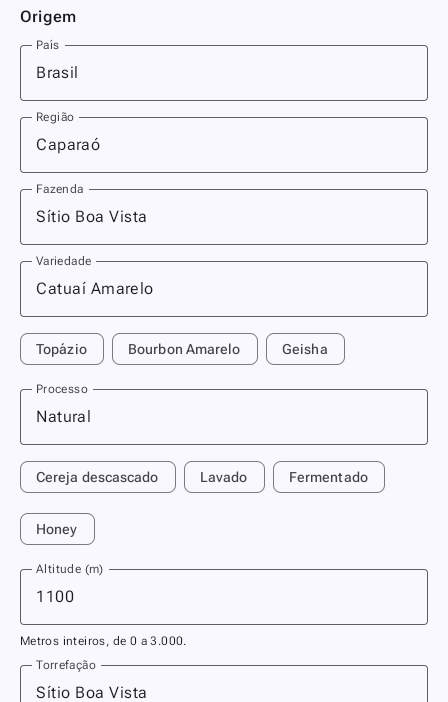 Origem
País
Brasil
Região
Caparaó
Fazenda
Sítio Boa Vista
Variedade
Catuaí Amarelo
Topázio Bourbon Amarelo Geisha
Processo
Natural
Cereja descascado Lavado Fermentado
Honey
Altitude (m)
1100
Metros inteiros, de 0 a 3.000.
Torrefação
Sítio Boa Vista